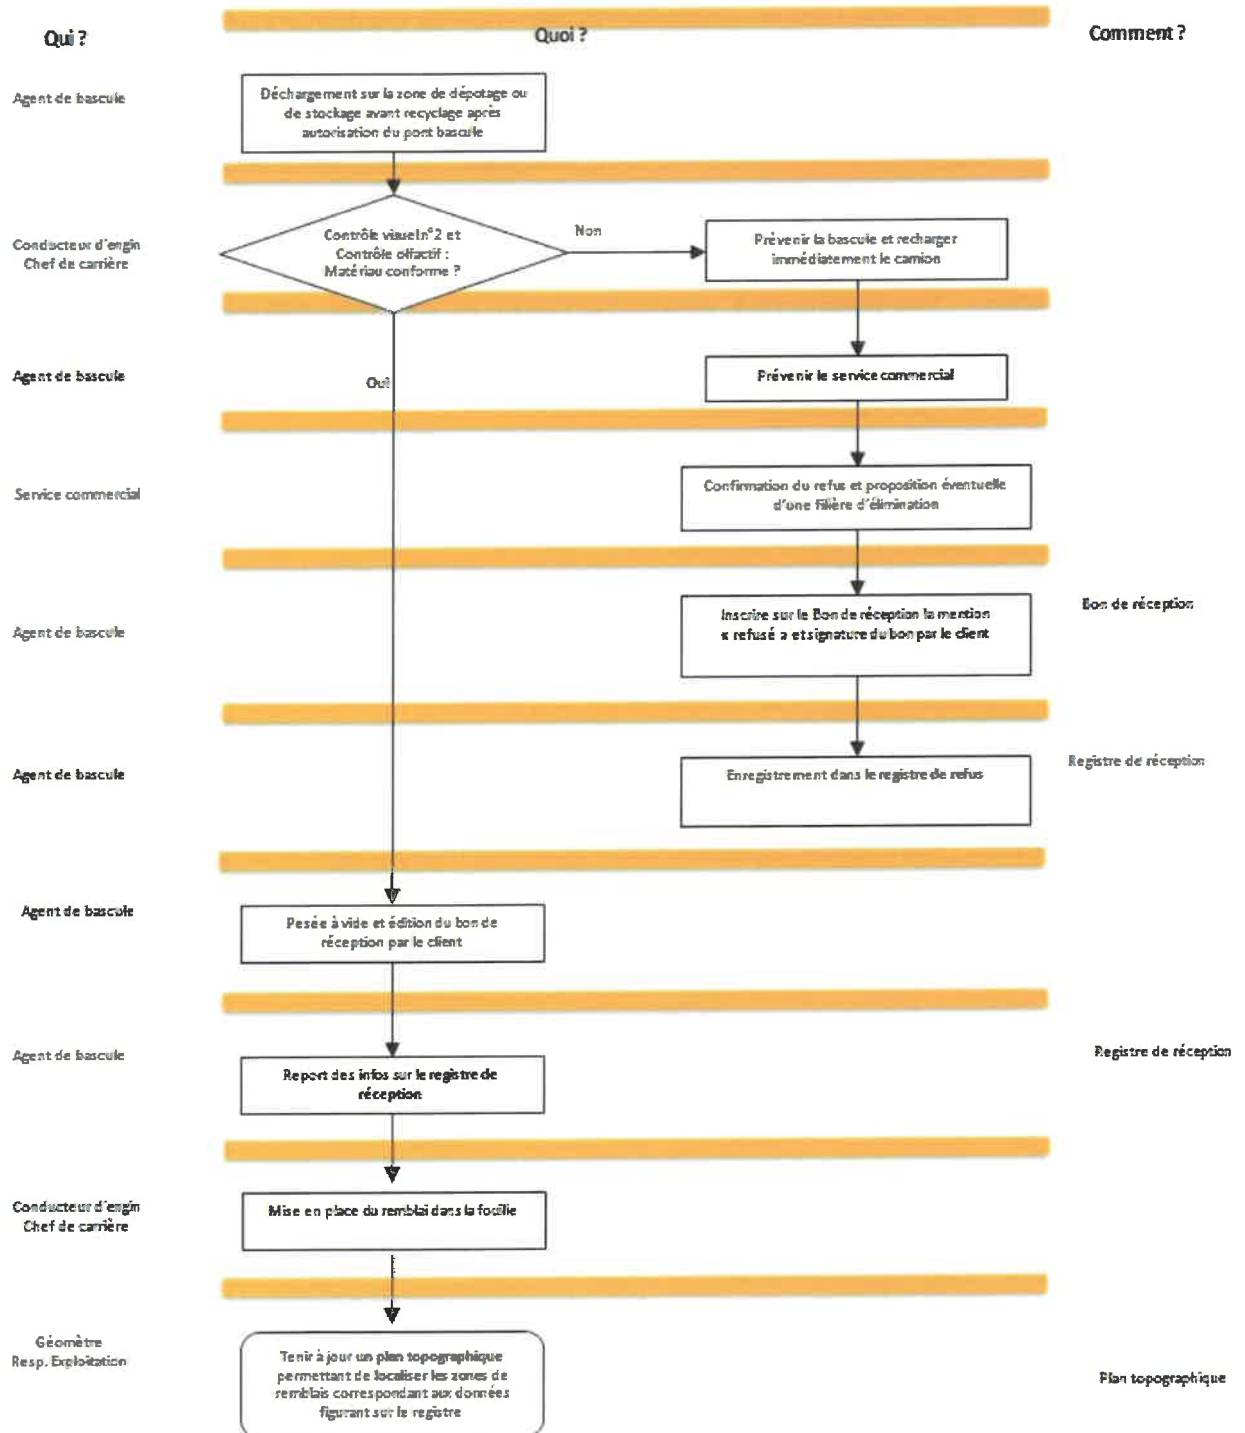 Qui ?
Quoi ?
Comment ?
Agent de bascule
Déchargement sur la zone de dépotage ou
de stockage avant recyclage après
autorisation du pont bascule
Conducteur d'engin
Chef de carrière
Contrôle visuel n°2 et
Contrôle olfactif :
Matériau conforme ?
Non
Prévenir la bascule et recharger
immédiatement le camion
Agent de bascule
Oui
Prévenir le service commercial
Service commercial
Confirmation du refus et proposition éventuelle
d'une filière d'élimination
Agent de bascule
Inscrire sur le Bon de réception la mention
« refusé » et signature du bon par le client
Bon de réception
Agent de bascule
Enregistrement dans le registre de refus
Registre de réception
Agent de bascule
Pesée à vide et édition du bon de
réception par le client
Agent de bascule
Report des infos sur le registre de
réception
Registre de réception
Conducteur d'engin
Chef de carrière
Mise en place du remblai dans la fouille
Géomètre
Resp. Exploitation
Tenir à jour un plan topographique
permettant de localiser les zones de
remblais correspondant aux données
figurant sur le registre
Plan topographique